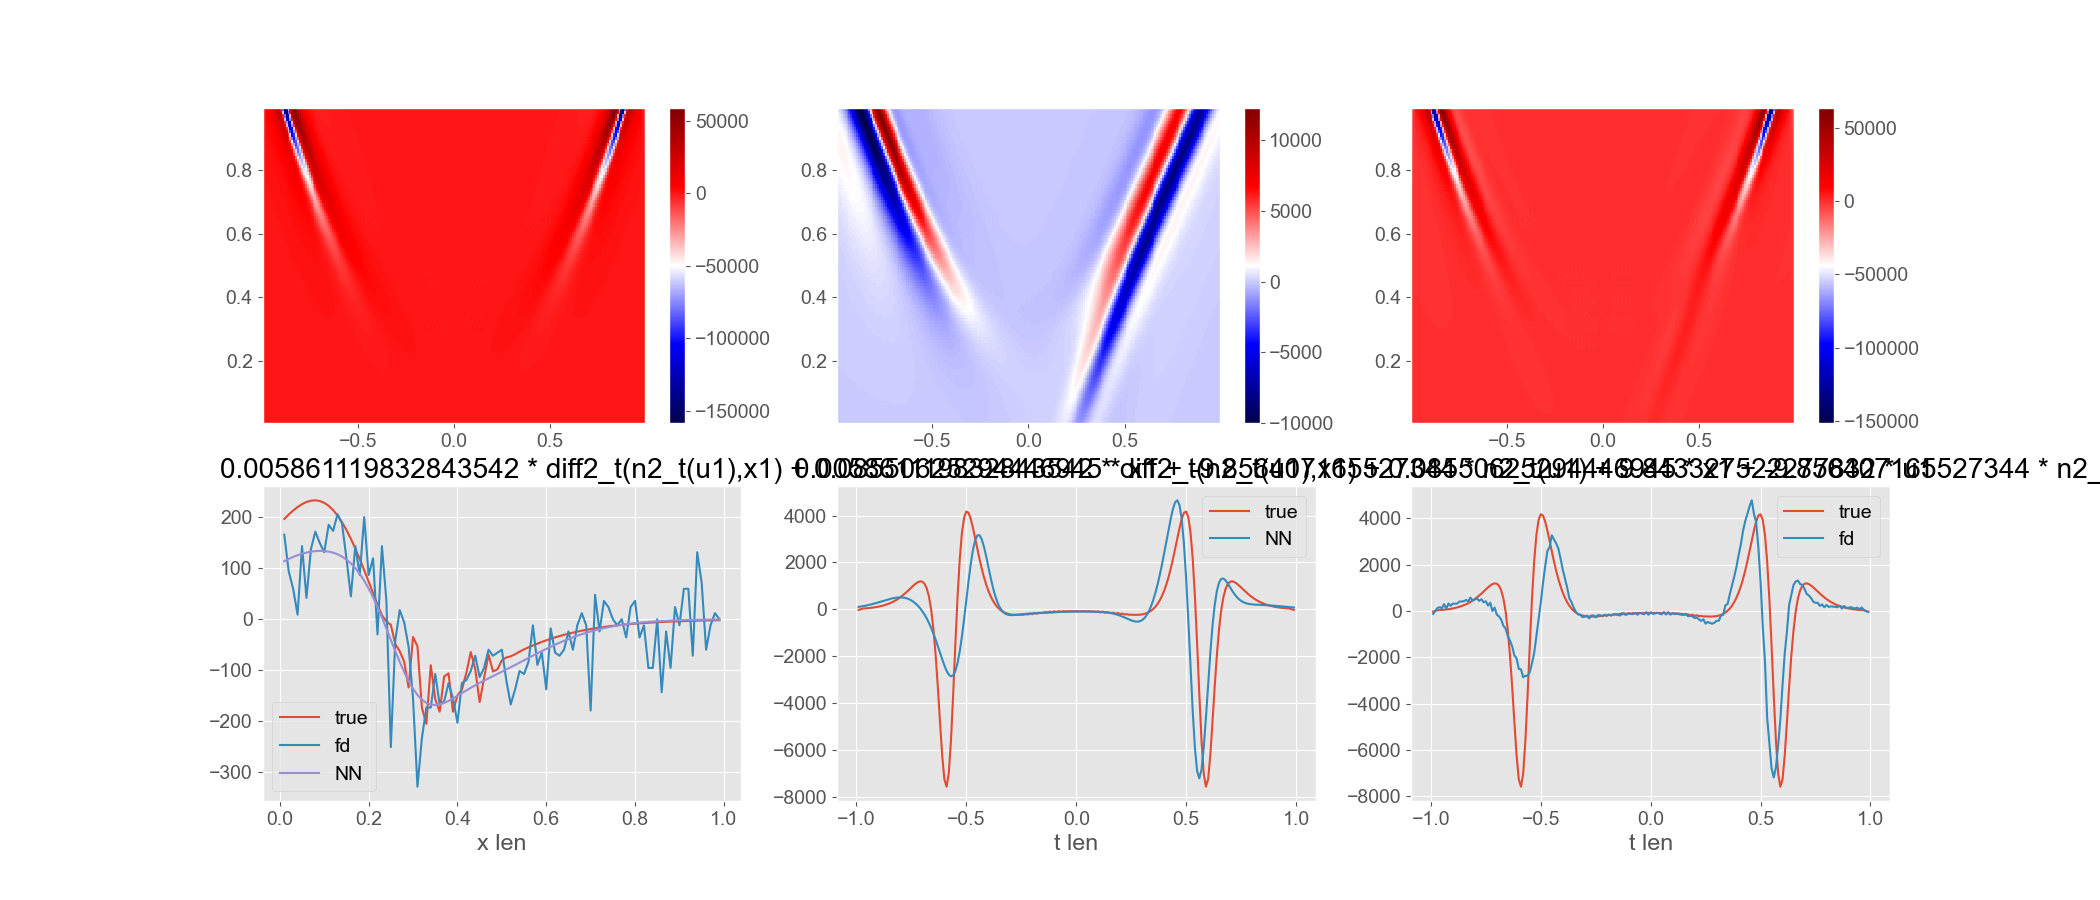 0.8
0.6
0.4
0.2
−0.5 0.0 0.5
50000
0
−50000
−100000
−150000
0.8
0.6
0.4
0.2
−0.5 0.0 0.5
10000
5000
0
−5000
−10000
0.8
0.6
0.4
0.2
−0.5 0.0 0.5
50000
0
−50000
−100000
−150000
0.005861119832843542 * diff2_t(n2_t(u1),x1) +
200
100
0
−100
−200
−300
true
fd
NN
0.0 0.2 0.4 0.6 0.8 1.0
x len
4000
2000
0
−2000
−4000
−6000
−8000
true
NN
−1.0 −0.5 0.0 0.5 1.0
t len
4000
2000
0
−2000
−4000
−6000
−8000
true
fd
−1.0 −0.5 0.0 0.5 1.0
t len